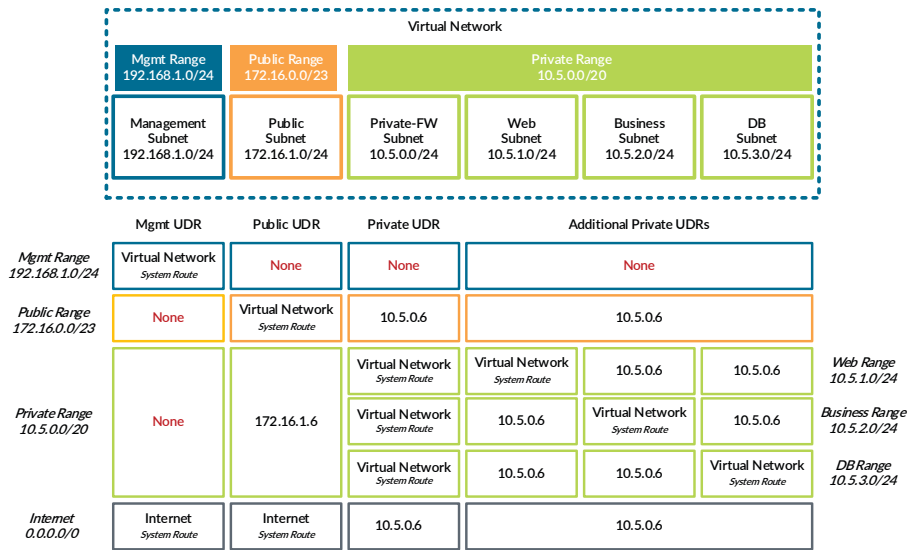 Virtual Network
Mgmt Range
192.168.1.0/24
Public Range
172.16.0.0/23
Private Range
10.5.0.0/20
Management
Subnet
192.168.1.0/24
Public
Subnet
172.16.1.0/24
Private-FW
Subnet
10.5.0.0/24
Web
Subnet
10.5.1.0/24
Business
Subnet
10.5.2.0/24
DB
Subnet
10.5.3.0/24
Mgmt UDR
Public UDR
Private UDR
Additional Private UDRs
Mgmt Range
192.168.1.0/24
Virtual Network
System Route
None
None
None
Public Range
172.16.0.0/23
None
Virtual Network
System Route
10.5.0.6
10.5.0.6
Private Range
10.5.0.0/20
None
172.16.1.6
Virtual Network
System Route
Virtual Network
System Route
10.5.0.6
10.5.0.6
Web Range
10.5.1.0/24
Virtual Network
System Route
10.5.0.6
Virtual Network
System Route
10.5.0.6
Business Range
10.5.2.0/24
Virtual Network
System Route
10.5.0.6
10.5.0.6
Virtual Network
System Route
DB Range
10.5.3.0/24
Internet
0.0.0.0/0
Internet
System Route
Internet
System Route
10.5.0.6
10.5.0.6